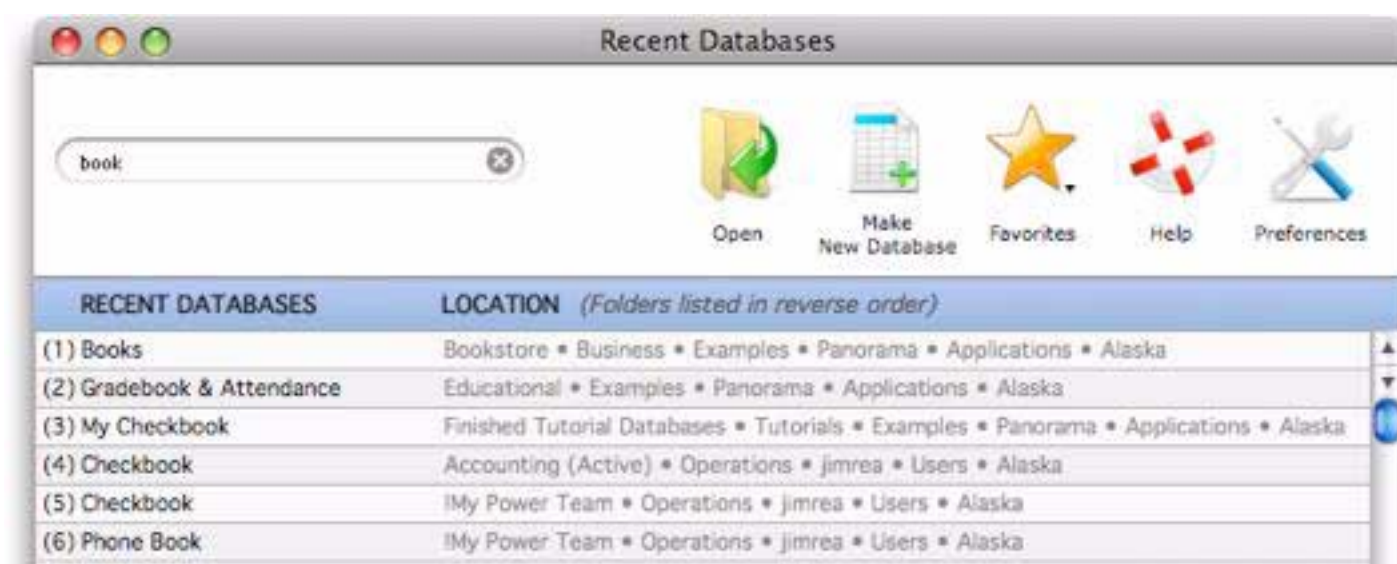 Recent Databases
book
Open
Make
New Database
Favorites
Help
Preferences
RECENT DATABASES LOCATION (Folders listed in reverse order)
(1) Books Bookstore • Business • Examples • Panorama • Applications • Alaska
(2) Gradebook & Attendance Educational • Examples • Panorama • Applications • Alaska
(3) My Checkbook Finished Tutorial Databases • Tutorials • Examples • Panorama • Applications • Alaska
(4) Checkbook Accounting (Active) • Operations • jimrea • Users • Alaska
(5) Checkbook !My Power Team • Operations • jimrea • Users • Alaska
(6) Phone Book !My Power Team • Operations • jimrea • Users • Alaska